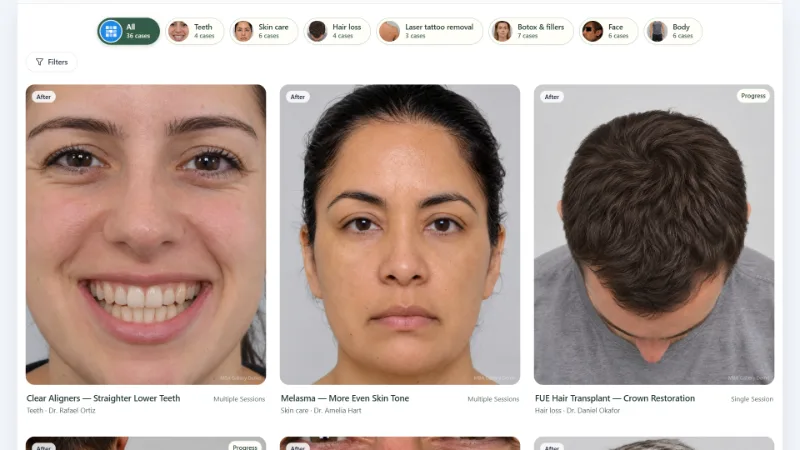 All
36 cases
Teeth
4 cases
Skin care
6 cases
Hair loss
4 cases
Laser tattoo removal
3 cases
Botox & fillers
7 cases
Face
6 cases
Body
6 cases
Filters
After
After
After
Progress
Clear Aligners — Straighter Lower Teeth
Multiple Sessions
Teeth · Dr. Rafael Ortiz
Melasma — More Even Skin Tone
Multiple Sessions
Skin care · Dr. Amelia Hart
FUE Hair Transplant — Crown Restoration
Single Session
Hair loss · Dr. Daniel Okafor
After
Progress
After
After